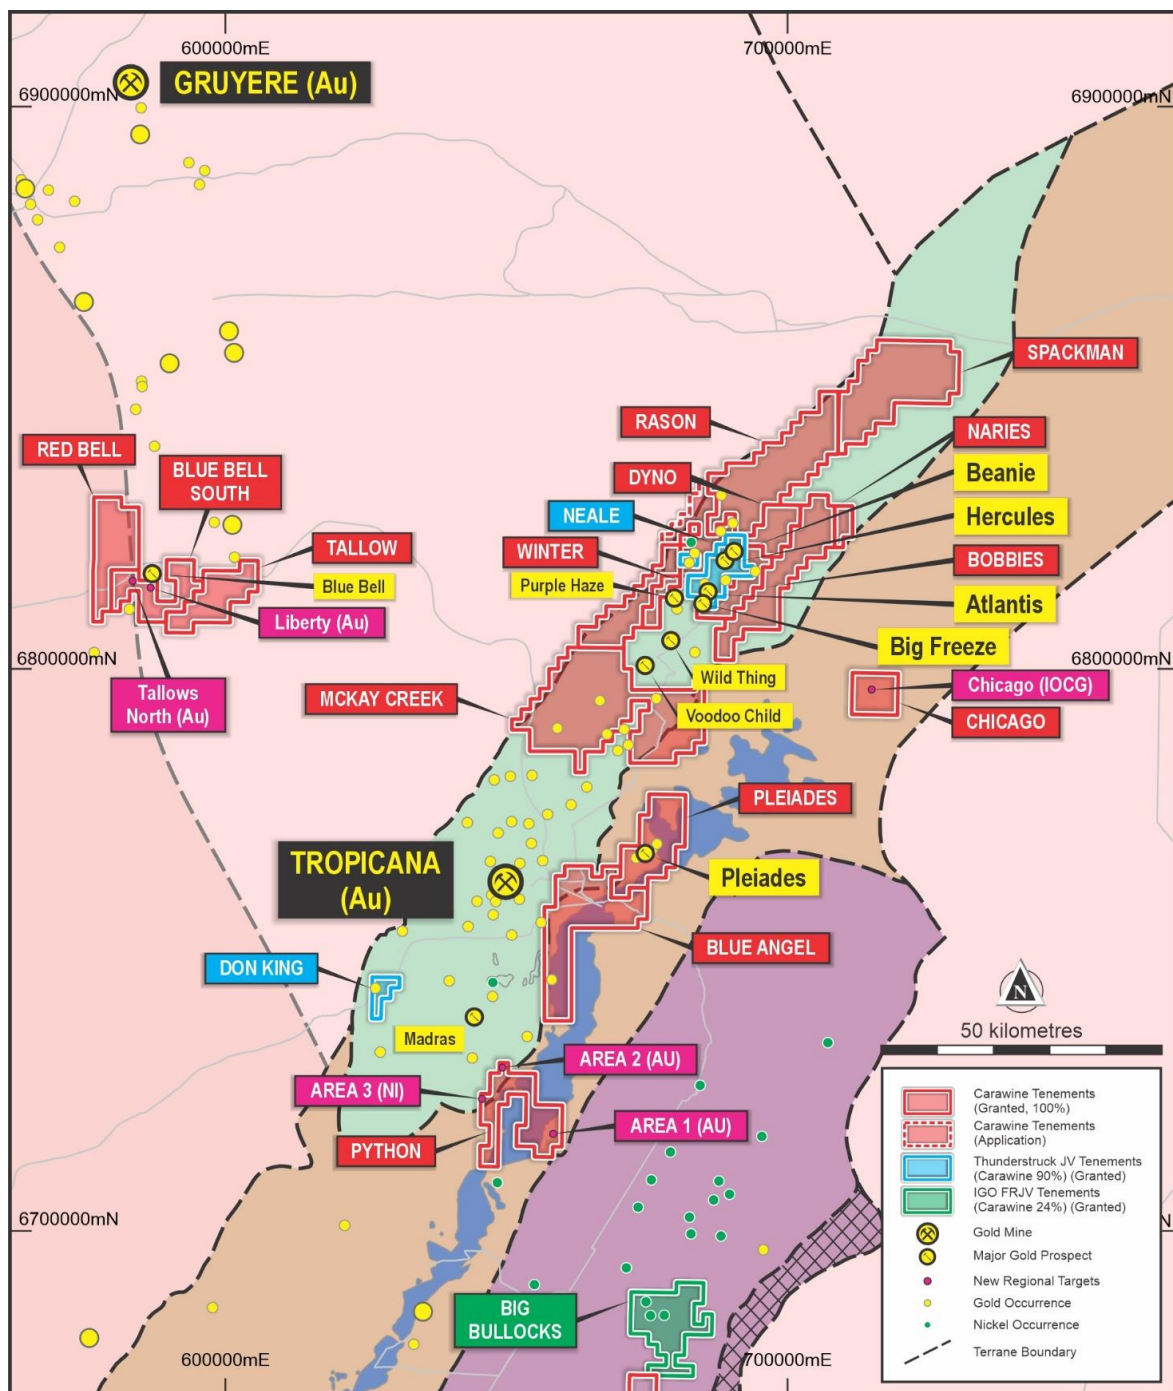 600000mE
700000mE
GRUYERE (Au)
6900000mN
6900000mN
SPACKMAN
RASON
NARIES
RED BELL
BLUE BELL
SOUTH
DYNO
Beanie
NEALE
Hercules
TALLOW
WINTER
BOBBIES
Blue Bell
Purple Haze
Atlantis
Liberty (Au)
Big Freeze
6800000mN
6800000mN
Wild Thing
Tallows
North (Au)
MCKAY CREEK
Chicago (IOCG)
Voodoo Child
CHICAGO
PLEIADES
TROPICANA
(Au)
Pleiades
BLUE ANGEL
DON KING
N
50 kilometres
Madras
AREA 2 (AU)
AREA 3 (NI)
AREA 1 (AU)
PYTHON
6700000mN
BIG
BULLOCKS
600000mE
700000mE
Carawine Tenements
(Granted, 100%)
Carawine Tenements
(Application)
Thunderstruck JV Tenements
(Carawine 90%) (Granted)
IGO FRJV Tenements
(Carawine 24%) (Granted)
Gold Mine
Major Gold Prospect
New Regional Targets
Gold Occurrence
Nickel Occurrence
Terrane Boundary